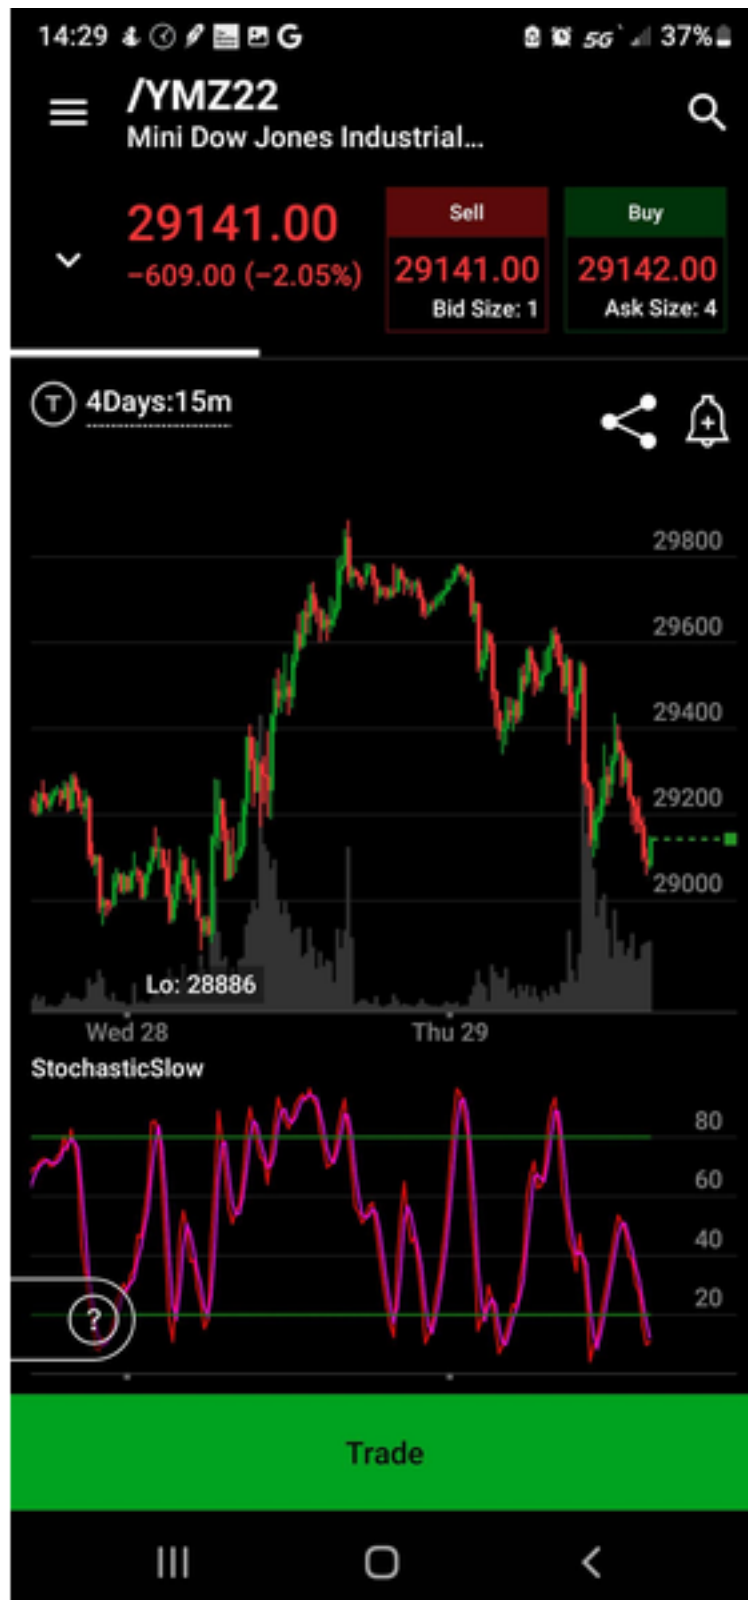 14:29 G 5G 37%
/YMZ22
Mini Dow Jones Industrial...
29141.00
−609.00 (−2.05%)
Sell
29141.00
Bid Size: 1
Buy
29142.00
Ask Size: 4
T 4Days:15m
29800
29600
29400
29200
29000
Lo: 28886
Wed 28 Thu 29
StochasticSlow
80
60
40
20
?
Trade